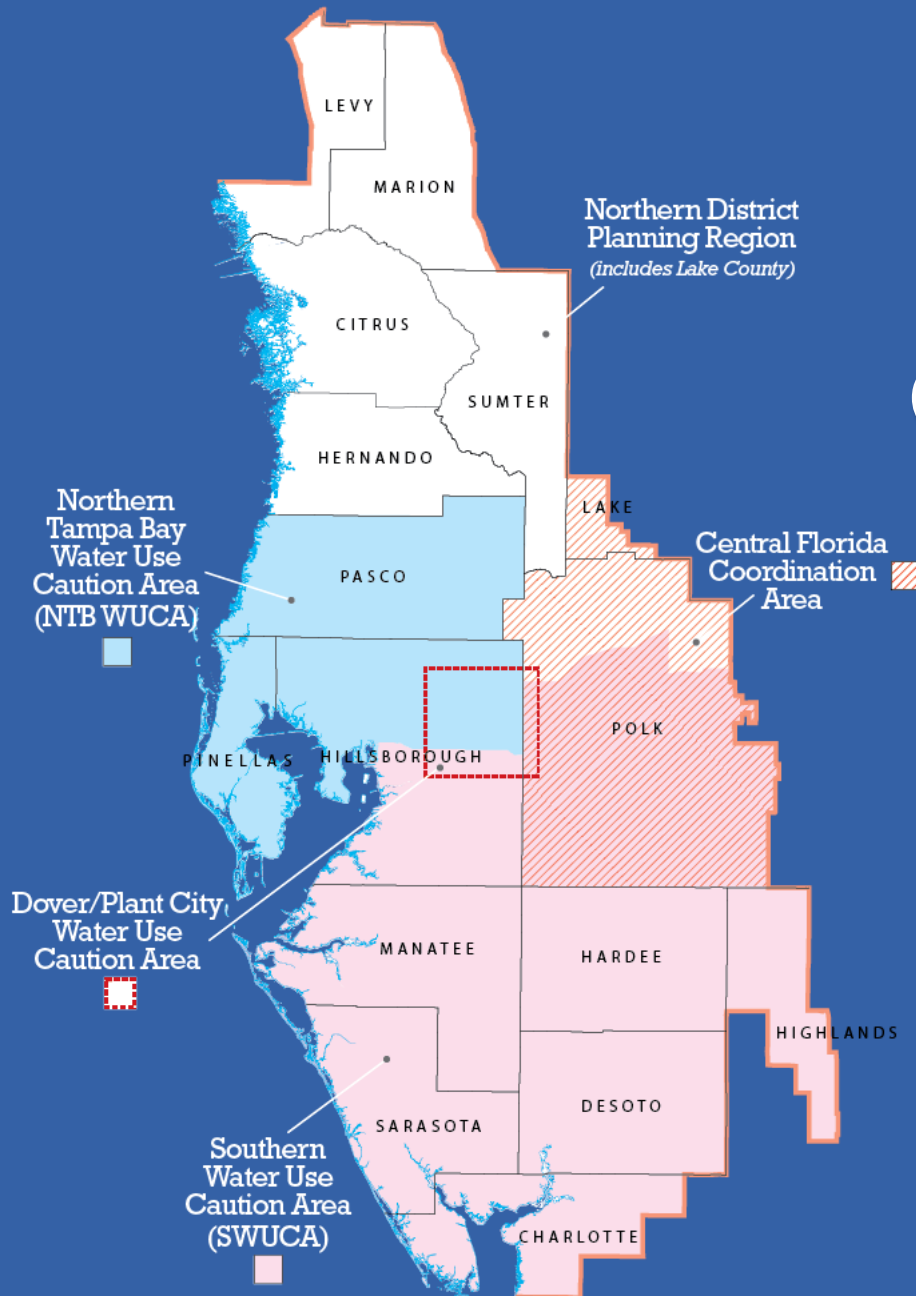 LEVY
MARION
Northern District
Planning Region
(includes Lake County)
CITRUS
SUMTER
HERNANDO
Northern
Tampa Bay
Water Use
Caution Area
(NTB WUCA)
LAKE
Central Florida
Coordination
Area
PASCO
POLK
PINELLAS
HILLSBOROUGH
Dover/Plant City
Water Use
Caution Area
MANATEE
HARDEE
HIGHLANDS
DESOTO
SARASOTA
Southern
Water Use
Caution Area
(SWUCA)
CHARLOTTE